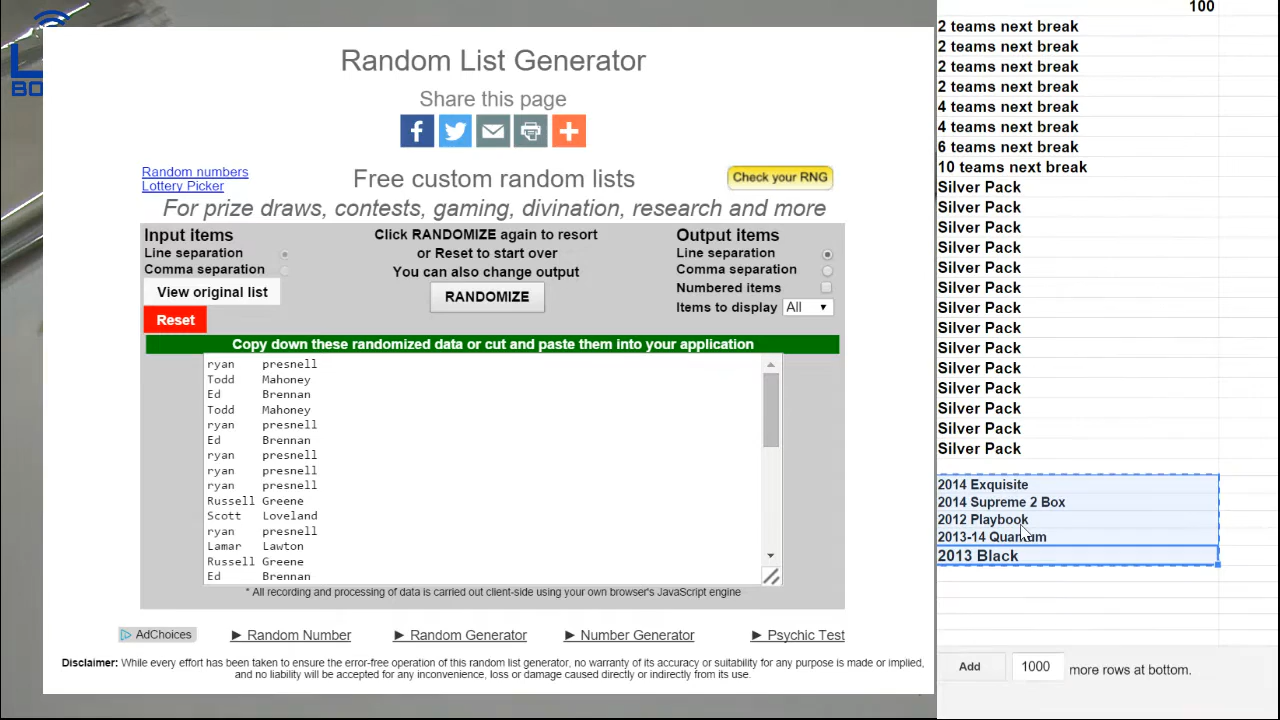 L
BO
Random List Generator
Share this page
Random numbers
Lottery Picker
Free custom random lists
Check your RNG
For prize draws, contests, gaming, divination, research and more
Input items
Line separation
Comma separation
View original list
Reset
Click RANDOMIZE again to resort
or Reset to start over
You can also change output
RANDOMIZE
Output items
Line separation
Comma separation
Numbered items
Items to display All
Copy down these randomized data or cut and paste them into your application
ryan presnell
Todd Mahoney
Ed Brennan
Todd Mahoney
ryan presnell
Ed Brennan
ryan presnell
ryan presnell
ryan presnell
Russell Greene
Scott Loveland
ryan presnell
Lamar Lawton
Russell Greene
Ed Brennan
* All recording and processing of data is carried out client-side using your own browser's JavaScript engine
AdChoices
► Random Number
► Random Generator
► Number Generator
► Psychic Test
Disclaimer: While every effort has been taken to ensure the error-free operation of this random list generator, no warranty of its accuracy or suitability for any purpose is made or implied,
and no liability will be accepted for any inconvenience, loss or damage caused directly or indirectly from its use.
100
2 teams next break
2 teams next break
2 teams next break
2 teams next break
4 teams next break
4 teams next break
6 teams next break
10 teams next break
Silver Pack
Silver Pack
Silver Pack
Silver Pack
Silver Pack
Silver Pack
Silver Pack
Silver Pack
Silver Pack
Silver Pack
Silver Pack
Silver Pack
Silver Pack
Silver Pack
2014 Exquisite
2014 Supreme 2 Box
2012 Playbook
2013-14 Quantum
2013 Black
Add 1000 more rows at bottom.